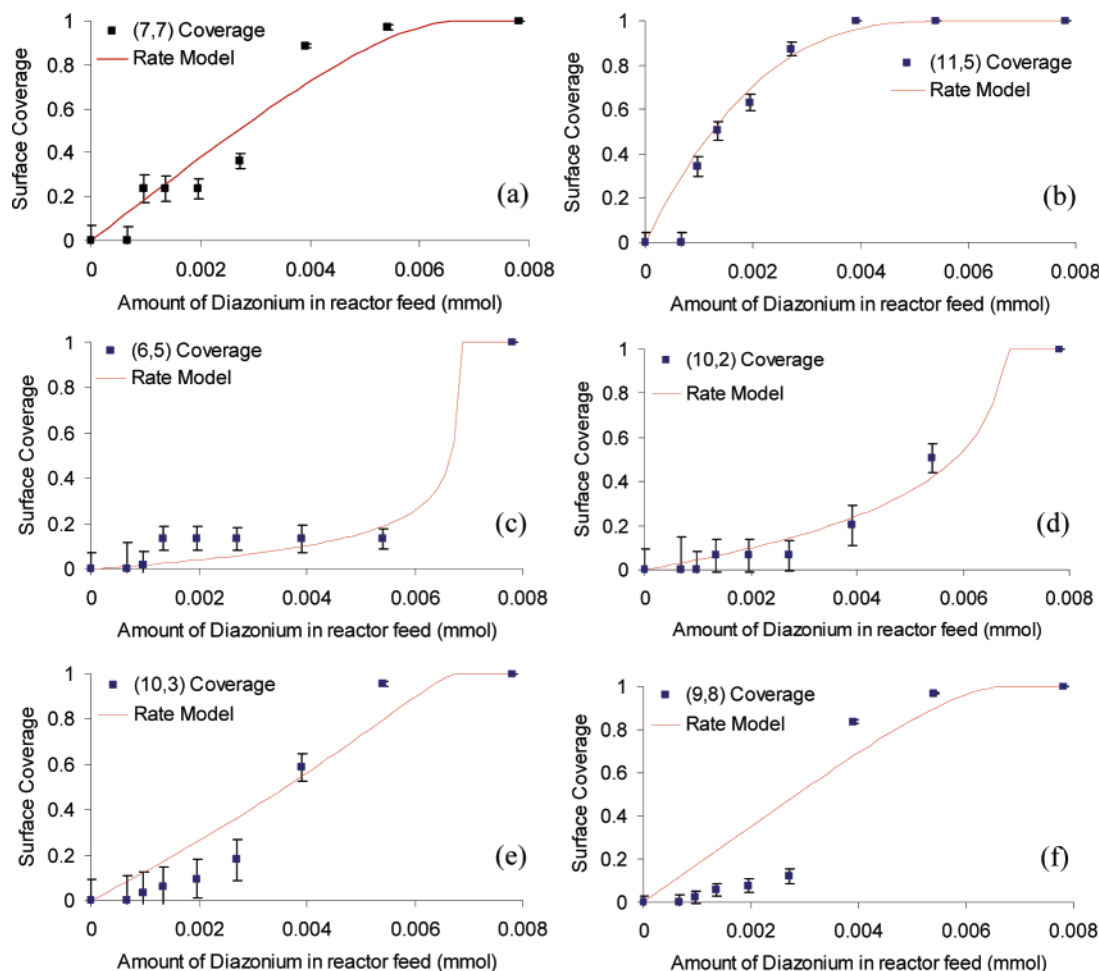 (7,7) Coverage
Rate Model
Surface Coverage
1
0.8
0.6
0.4
0.2
0
(a)
0 0.002 0.004 0.006 0.008
Amount of Diazonium in reactor feed (mmol)
(11,5) Coverage
Rate Model
Surface Coverage
1
0.8
0.6
0.4
0.2
0
(b)
0 0.002 0.004 0.006 0.008
Amount of Diazonium in reactor feed (mmol)
(6,5) Coverage
Rate Model
Surface Coverage
1
0.8
0.6
0.4
0.2
0
(c)
0 0.002 0.004 0.006 0.008
Amount of Diazonium in reactor feed (mmol)
(10,2) Coverage
Rate Model
Surface Coverage
1
0.8
0.6
0.4
0.2
0
(d)
0 0.002 0.004 0.006 0.008
Amount of Diazonium in reactor feed (mmol)
(10,3) Coverage
Rate Model
Surface Coverage
1
0.8
0.6
0.4
0.2
0
(e)
0 0.002 0.004 0.006 0.008
Amount of Diazonium in reactor feed (mmol)
(9,8) Coverage
Rate Model
Surface Coverage
1
0.8
0.6
0.4
0.2
0
(f)
0 0.002 0.004 0.006 0.008
Amount of Diazonium in reactor feed (mmol)